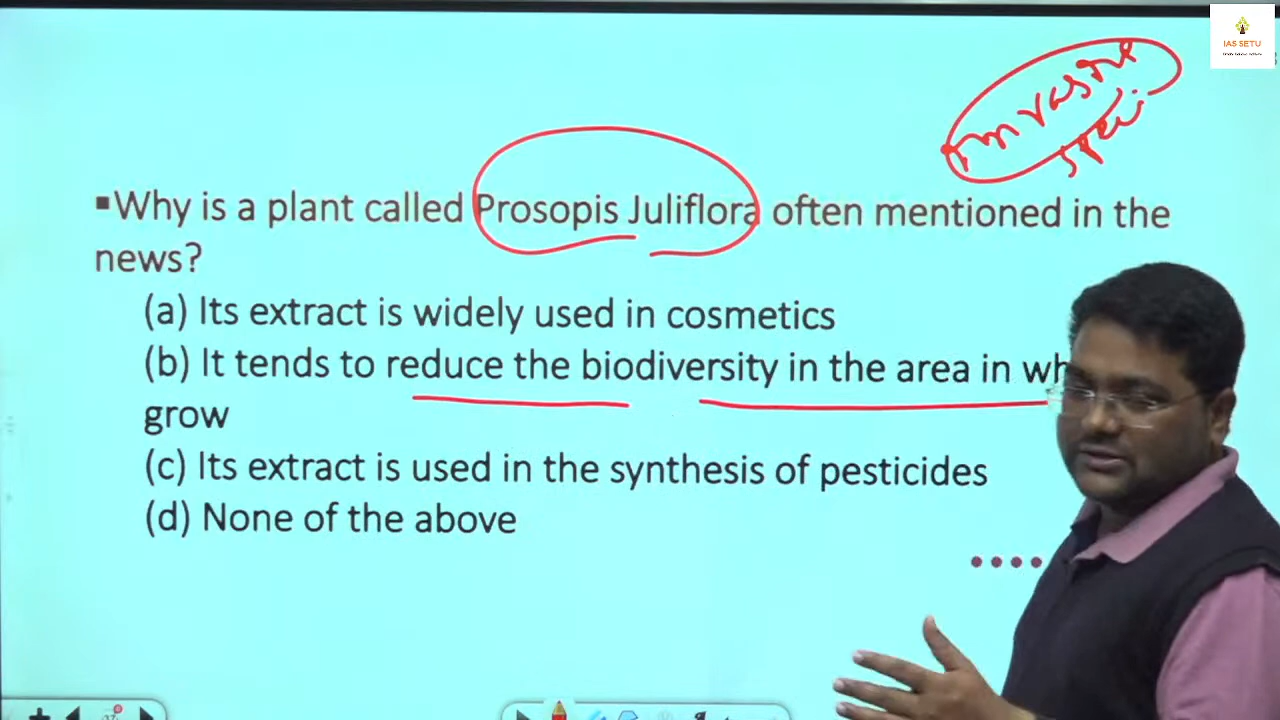 IAS SETU
Invasive
speci
▪Why is a plant called Prosopis Juliflora often mentioned in the
news?
(a) Its extract is widely used in cosmetics
(b) It tends to reduce the biodiversity in the area in wh
grow
(c) Its extract is used in the synthesis of pesticides
(d) None of the above